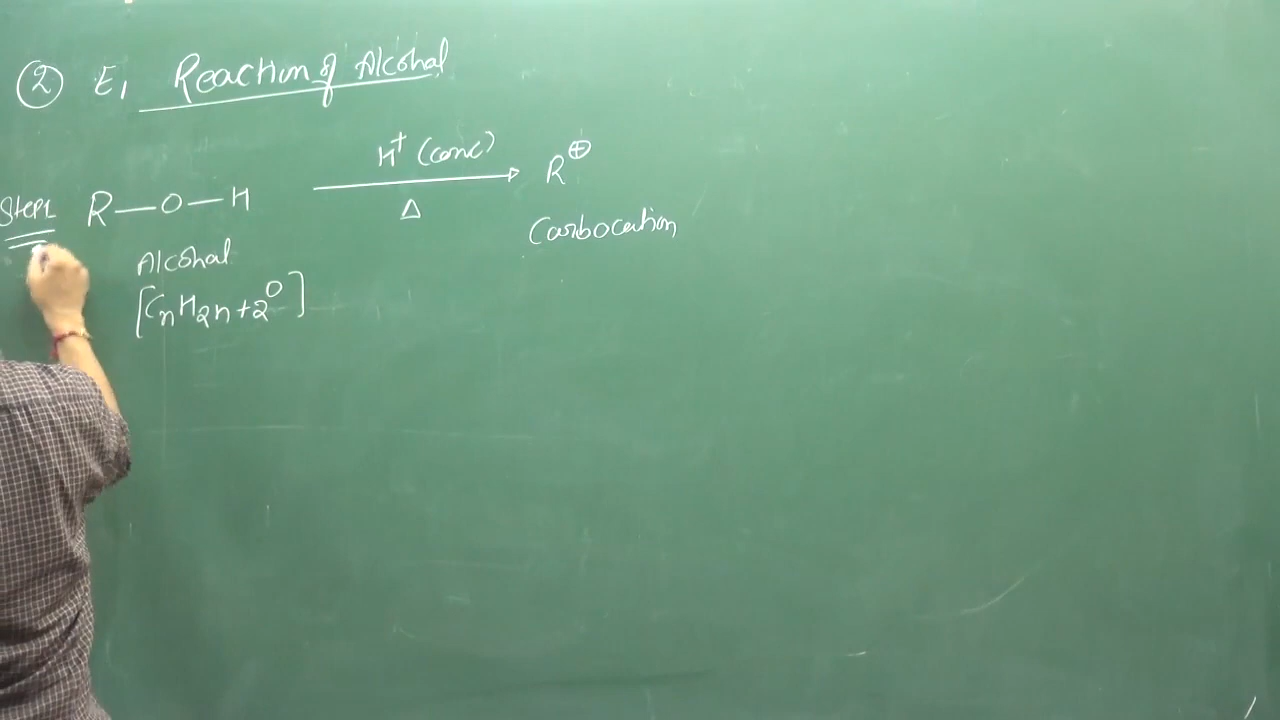 ② E₁ Reaction of Alcohal
H⁺ (conc)
Step1 R—O—H → R⊕
Δ
Alcohal Carbocation
[CₙH₂ₙ₊₂O]